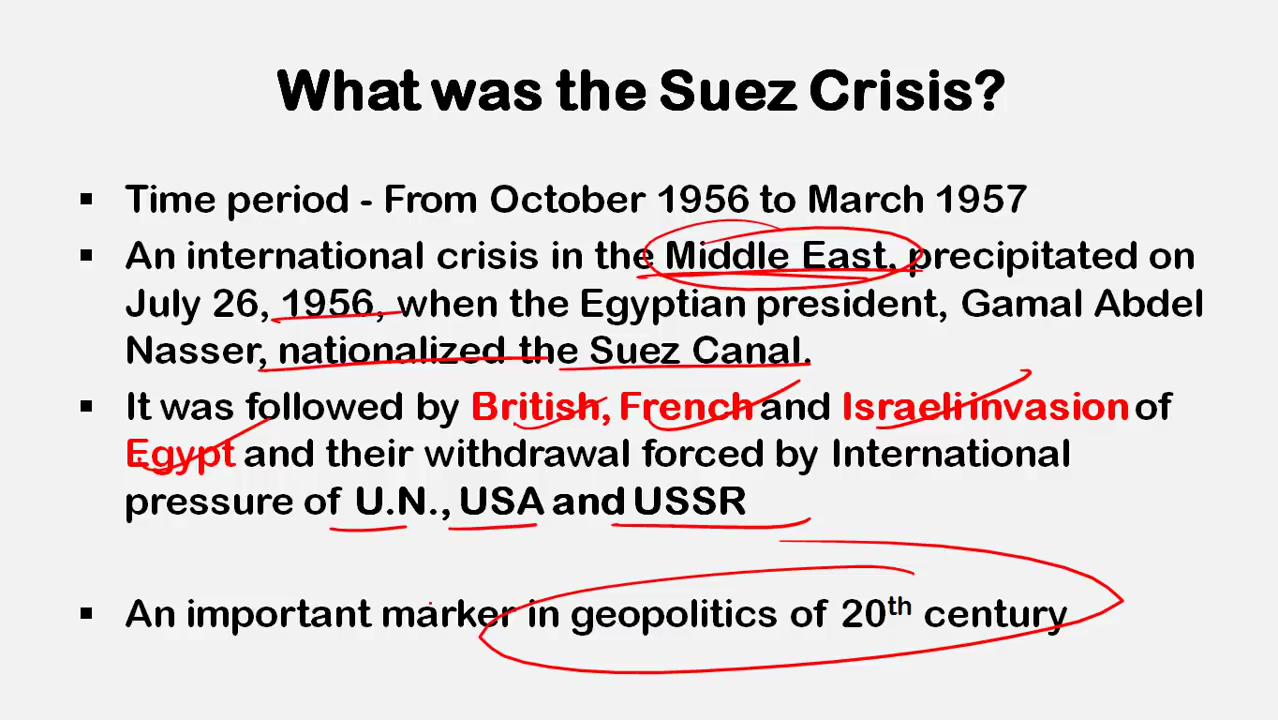 What was the Suez Crisis?
▪ Time period - From October 1956 to March 1957
▪ An international crisis in the Middle East, precipitated on
July 26, 1956, when the Egyptian president, Gamal Abdel
Nasser, nationalized the Suez Canal.
▪ It was followed by British, French and Israeli invasion of
Egypt and their withdrawal forced by International
pressure of U.N., USA and USSR
▪ An important marker in geopolitics of 20th century